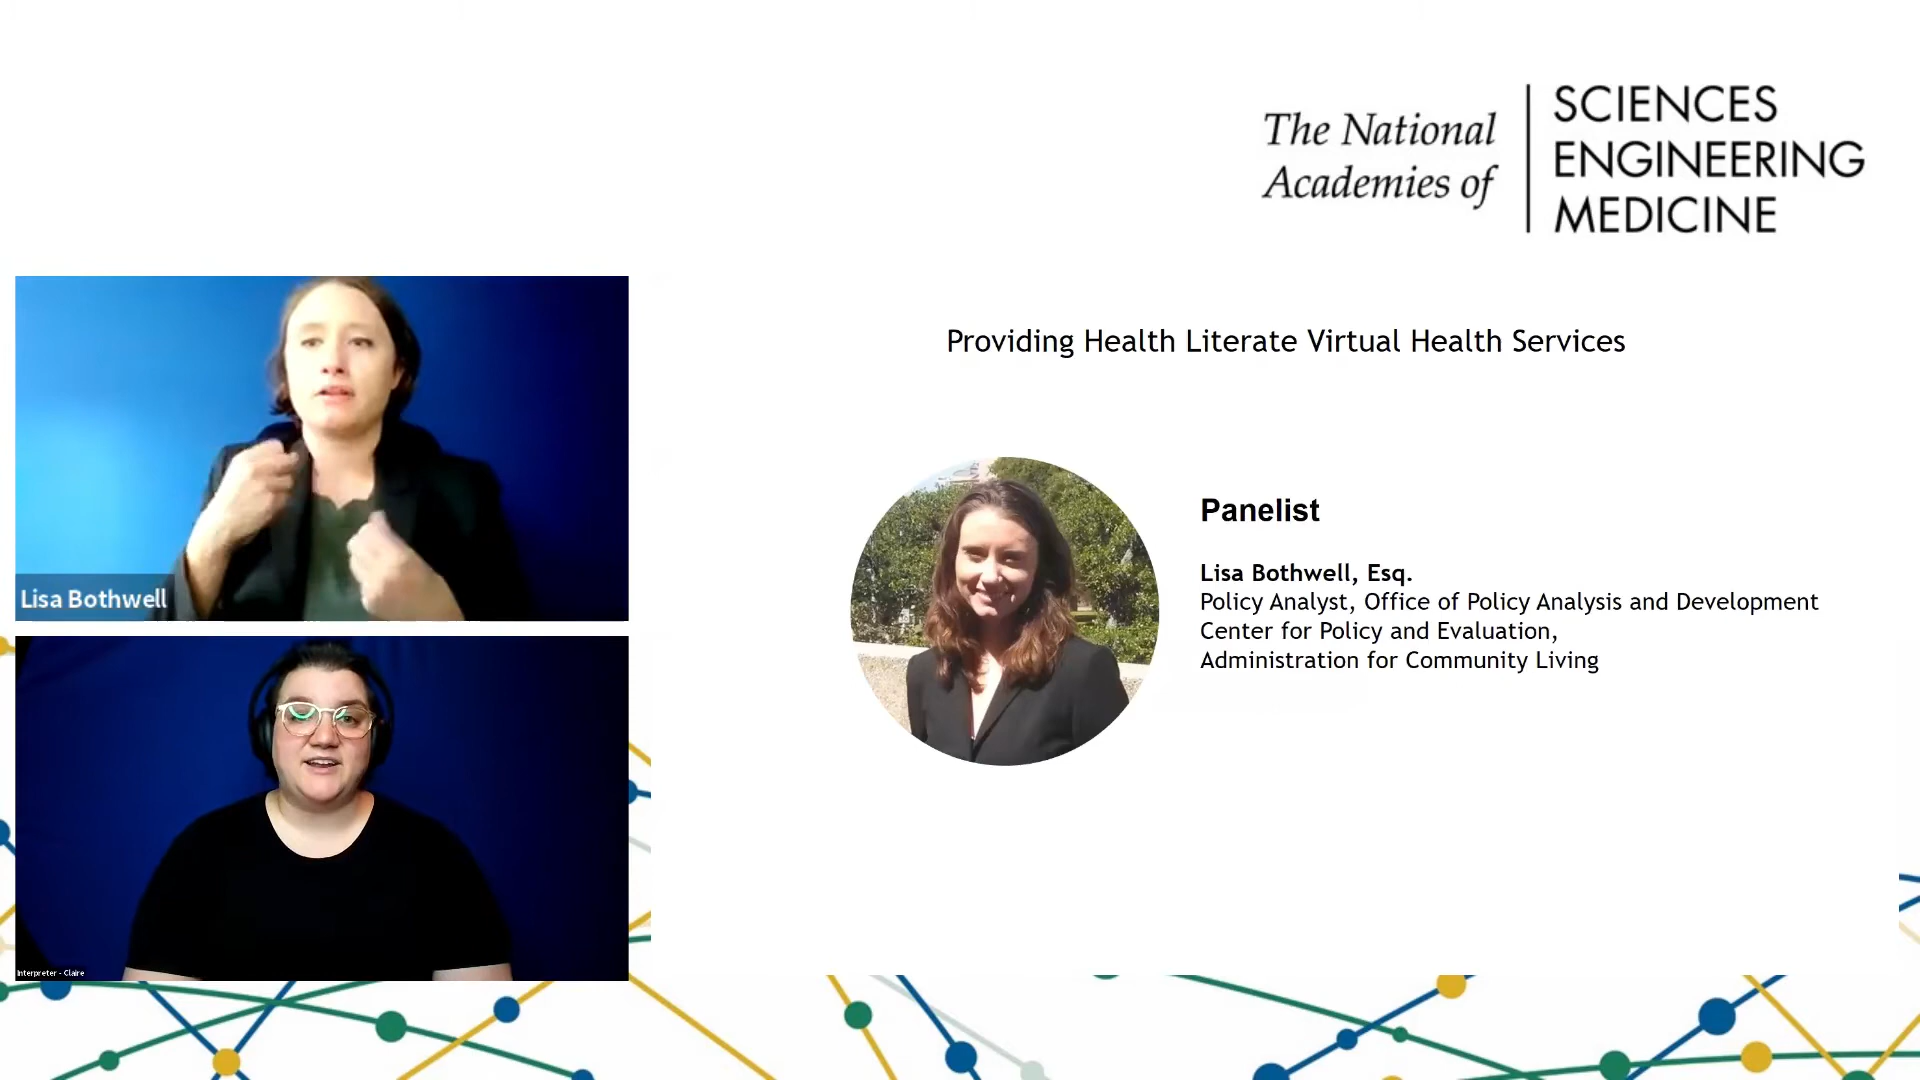 The National
Academies of
SCIENCES
ENGINEERING
MEDICINE
Providing Health Literate Virtual Health Services
Lisa Bothwell
Panelist
Lisa Bothwell, Esq.
Policy Analyst, Office of Policy Analysis and Development
Center for Policy and Evaluation,
Administration for Community Living
Interpreter - Claire